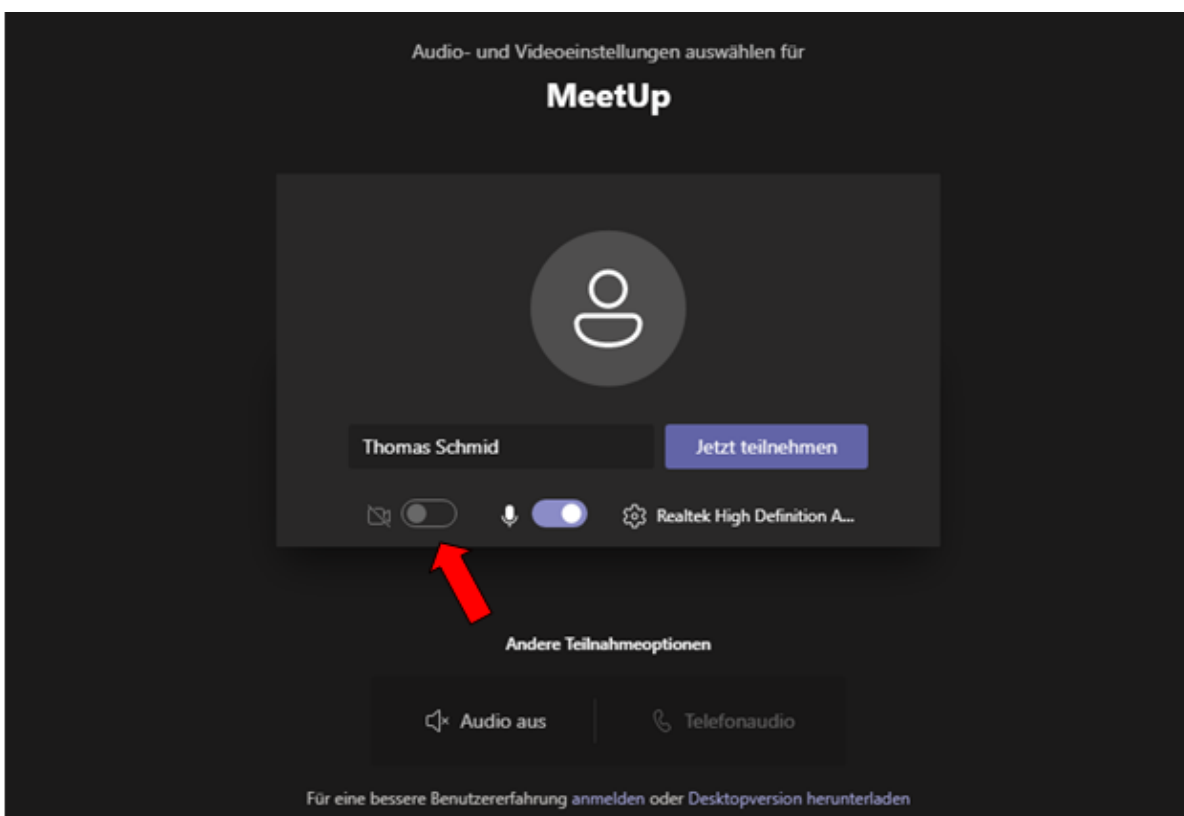 Audio- und Videoeinstellungen auswählen für
MeetUp
Thomas Schmid
Jetzt teilnehmen
Realtek High Definition A...
Andere Teilnahmeoptionen
Audio aus
Telefonaudio
Für eine bessere Benutzererfahrung anmelden oder Desktopversion herunterladen